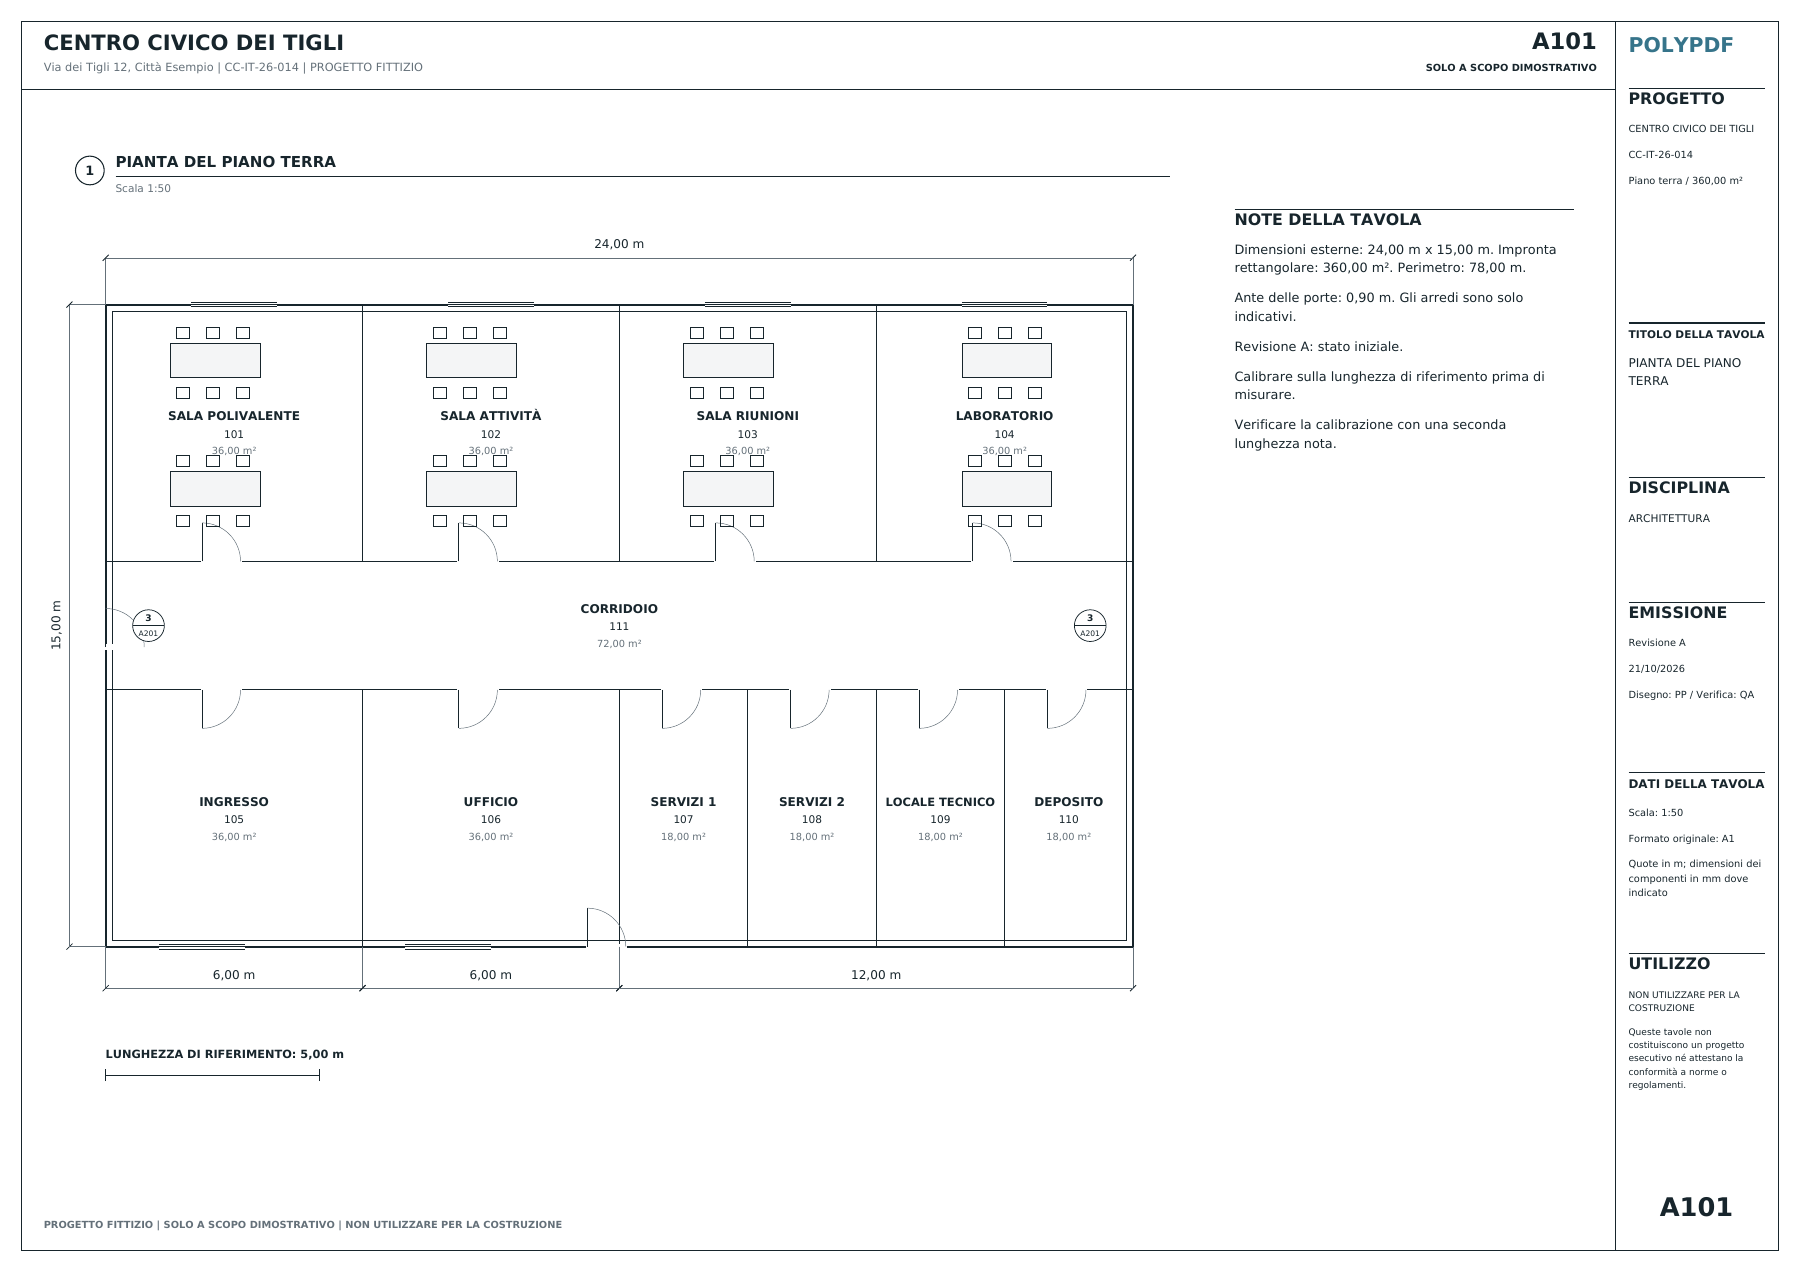 CENTRO CIVICO DEI TIGLI
Via dei Tigli 12, Città Esempio | CC-IT-26-014 | PROGETTO FITTIZIO
A101
SOLO A SCOPO DIMOSTRATIVO
1
PIANTA DEL PIANO TERRA
Scala 1:50
24,00 m
15,00 m
SALA POLIVALENTE
101
36,00 m²
SALA ATTIVITÀ
102
36,00 m²
SALA RIUNIONI
103
36,00 m²
LABORATORIO
104
36,00 m²
3
A201
CORRIDOIO
111
72,00 m²
3
A201
INGRESSO
105
36,00 m²
UFFICIO
106
36,00 m²
SERVIZI 1
107
18,00 m²
SERVIZI 2
108
18,00 m²
LOCALE TECNICO
109
18,00 m²
DEPOSITO
110
18,00 m²
6,00 m
6,00 m
12,00 m
LUNGHEZZA DI RIFERIMENTO: 5,00 m
NOTE DELLA TAVOLA
Dimensioni esterne: 24,00 m x 15,00 m. Impronta
rettangolare: 360,00 m². Perimetro: 78,00 m.
Ante delle porte: 0,90 m. Gli arredi sono solo
indicativi.
Revisione A: stato iniziale.
Calibrare sulla lunghezza di riferimento prima di
misurare.
Verificare la calibrazione con una seconda
lunghezza nota.
POLYPDF
PROGETTO
CENTRO CIVICO DEI TIGLI
CC-IT-26-014
Piano terra / 360,00 m²
TITOLO DELLA TAVOLA
PIANTA DEL PIANO
TERRA
DISCIPLINA
ARCHITETTURA
EMISSIONE
Revisione A
21/10/2026
Disegno: PP / Verifica: QA
DATI DELLA TAVOLA
Scala: 1:50
Formato originale: A1
Quote in m; dimensioni dei
componenti in mm dove
indicato
UTILIZZO
NON UTILIZZARE PER LA
COSTRUZIONE
Queste tavole non
costituiscono un progetto
esecutivo né attestano la
conformità a norme o
regolamenti.
A101
PROGETTO FITTIZIO | SOLO A SCOPO DIMOSTRATIVO | NON UTILIZZARE PER LA COSTRUZIONE